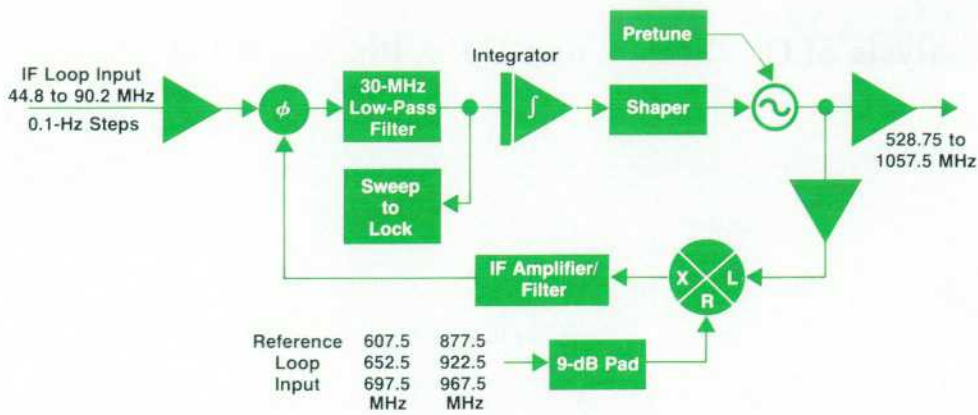 alysis of
Pretune
Integrator
IF Loop Input
44.8 to 90.2 MHz
0.1-Hz Steps
ϕ
30-MHz
Low-Pass
Filter
∫
Shaper
528.75 to
1057.5 MHz
Sweep
to
Lock
IF Amplifier/
Filter
X L
R
Reference 607.5 877.5
Loop 652.5 922.5
Input 697.5 967.5
MHz MHz
9-dB Pad